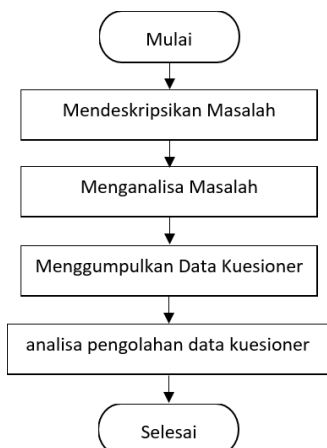 Mulai
Mendeskripsikan Masalah
Menganalisa Masalah
Menggumpulkan Data Kuesioner
analisa pengolahan data kuesioner
Selesai